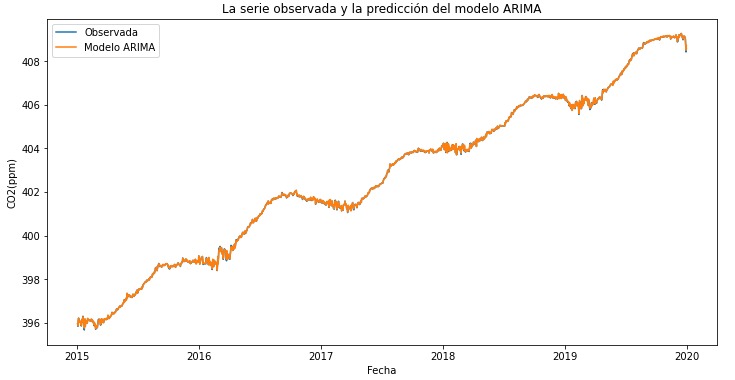 La serie observada y la predicción del modelo ARIMA
Observada
Modelo ARIMA
CO2(ppm)
408
406
404
402
400
398
396
2015 2016 2017 2018 2019 2020
Fecha